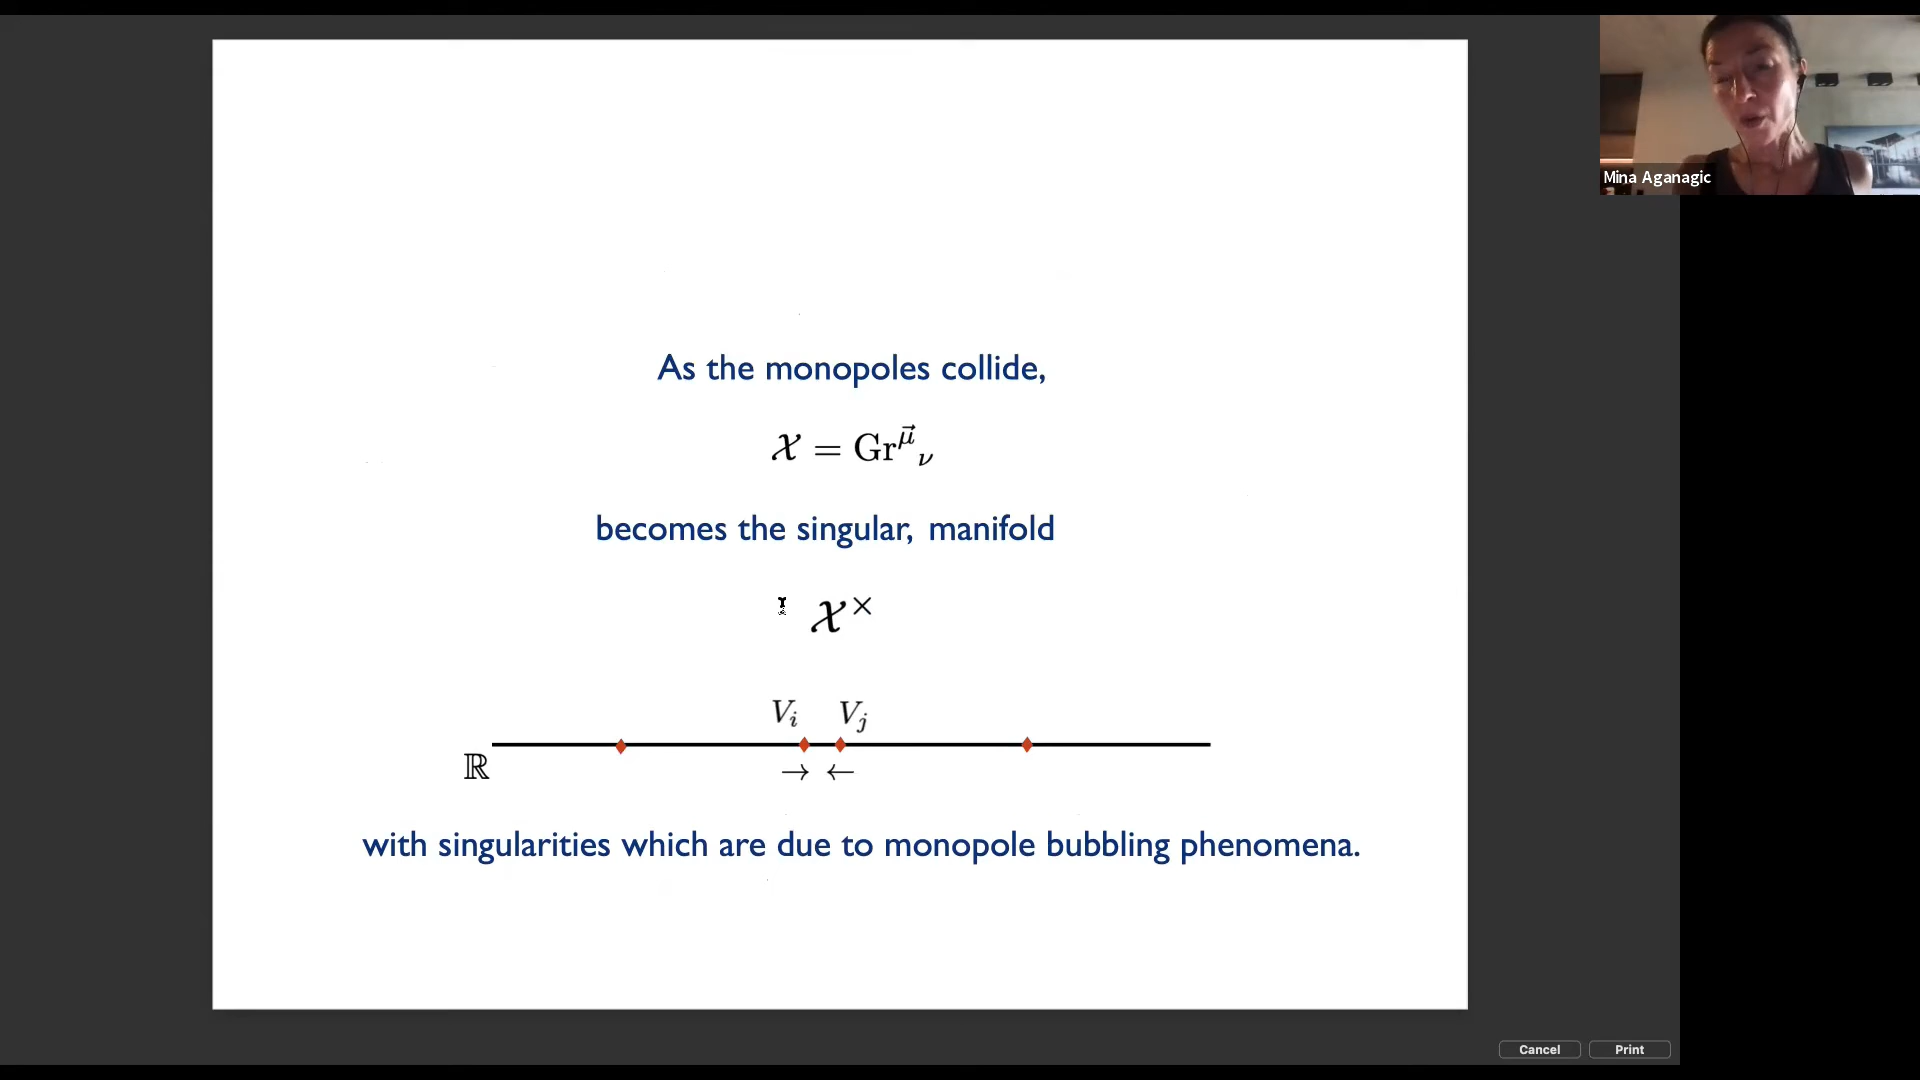 Mina Aganagic
As the monopoles collide,
𝒳 = Gr^{\vec{μ}}_ν
becomes the singular, manifold
𝒳^×
V_i V_j
ℝ
→ ←
with singularities which are due to monopole bubbling phenomena.
Cancel Print